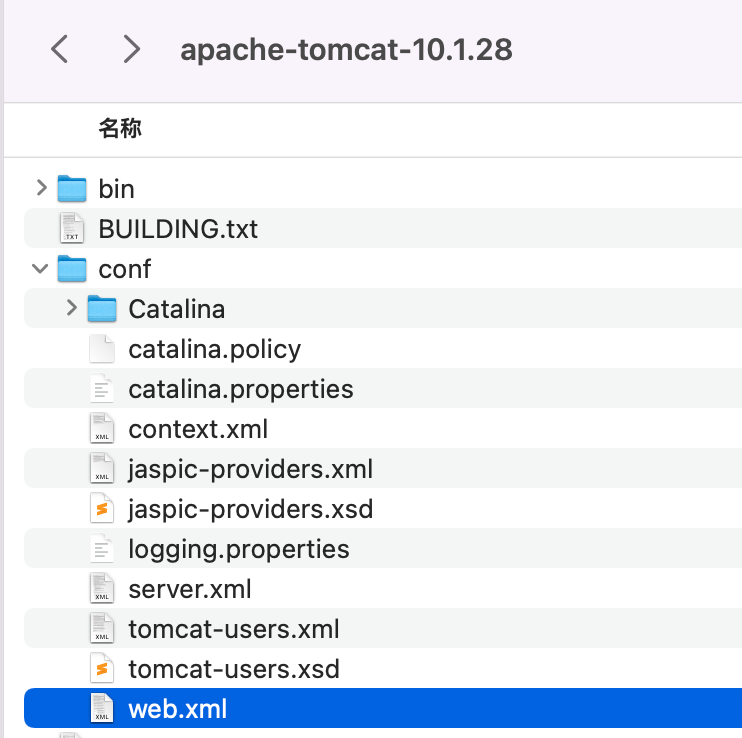 apache-tomcat-10.1.28
名称
bin
TXT
BUILDING.txt
conf
Catalina
catalina.policy
catalina.properties
XML
context.xml
XML
jaspic-providers.xml
jaspic-providers.xsd
logging.properties
XML
server.xml
XML
tomcat-users.xml
tomcat-users.xsd
XML
web.xml